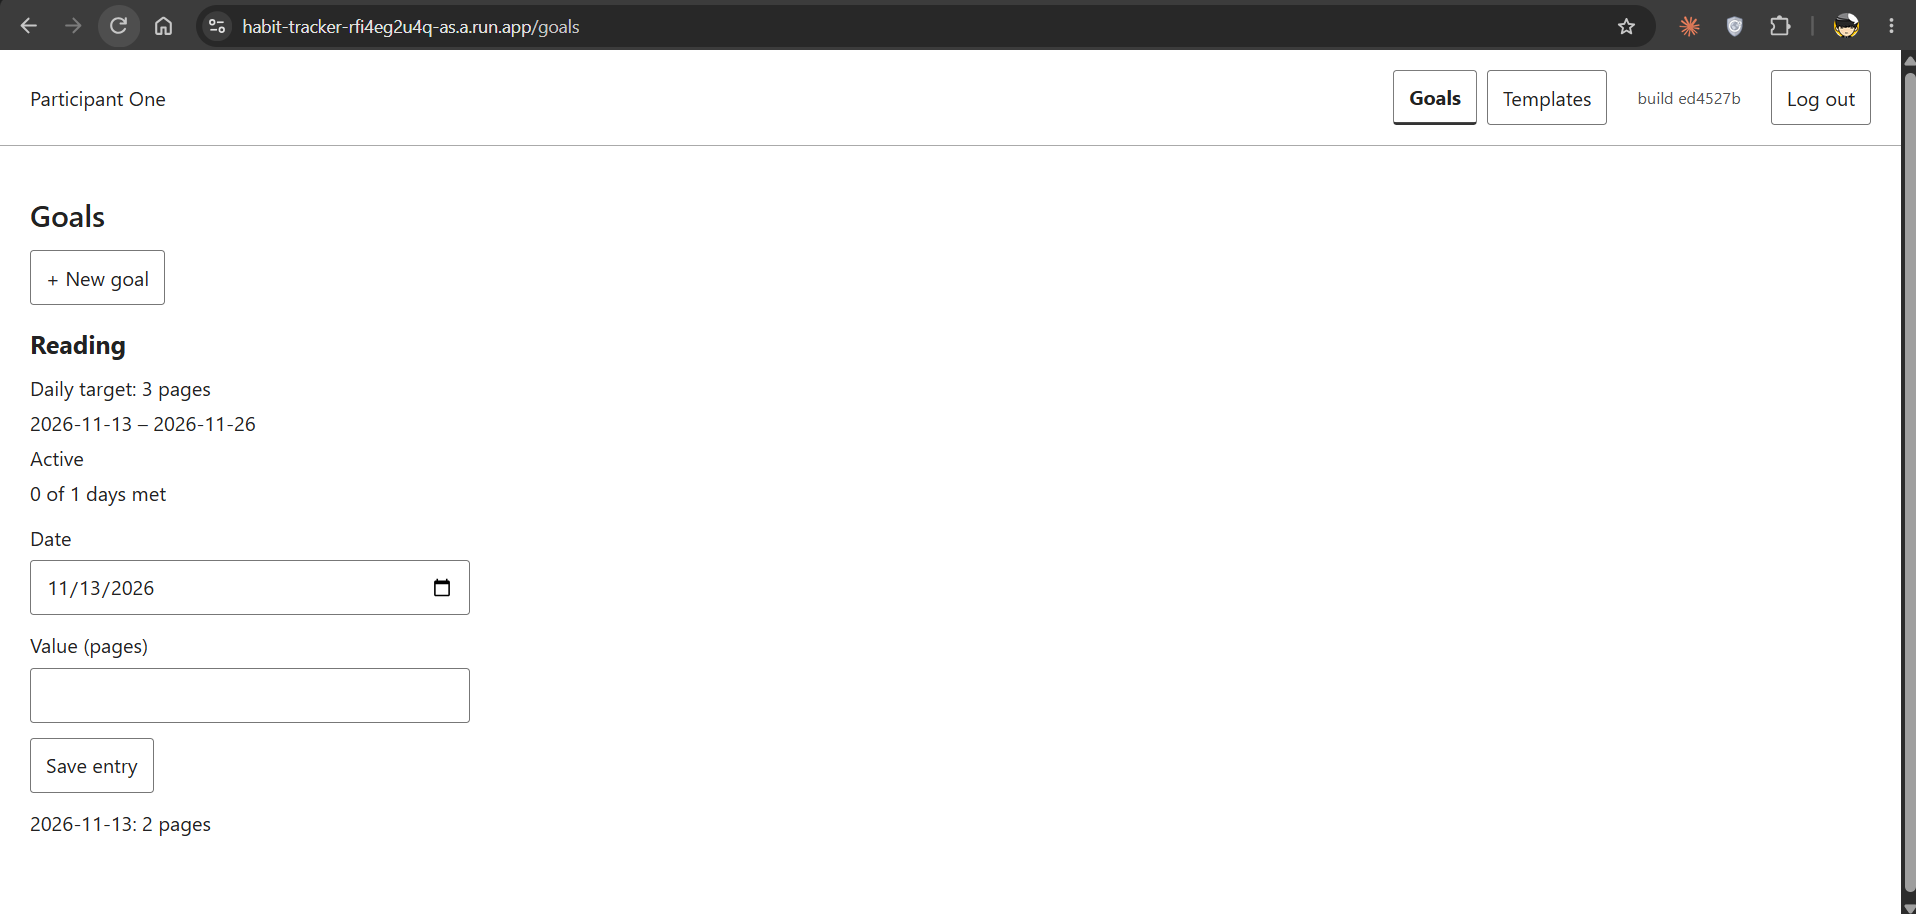 habit-tracker-rfi4eg2u4q-as.a.run.app/goals
Participant One
Goals
Templates
build ed4527b
Log out
Goals
+ New goal
Reading
Daily target: 3 pages
2026-11-13 – 2026-11-26
Active
0 of 1 days met
Date
11/13/2026
Value (pages)
Save entry
2026-11-13: 2 pages